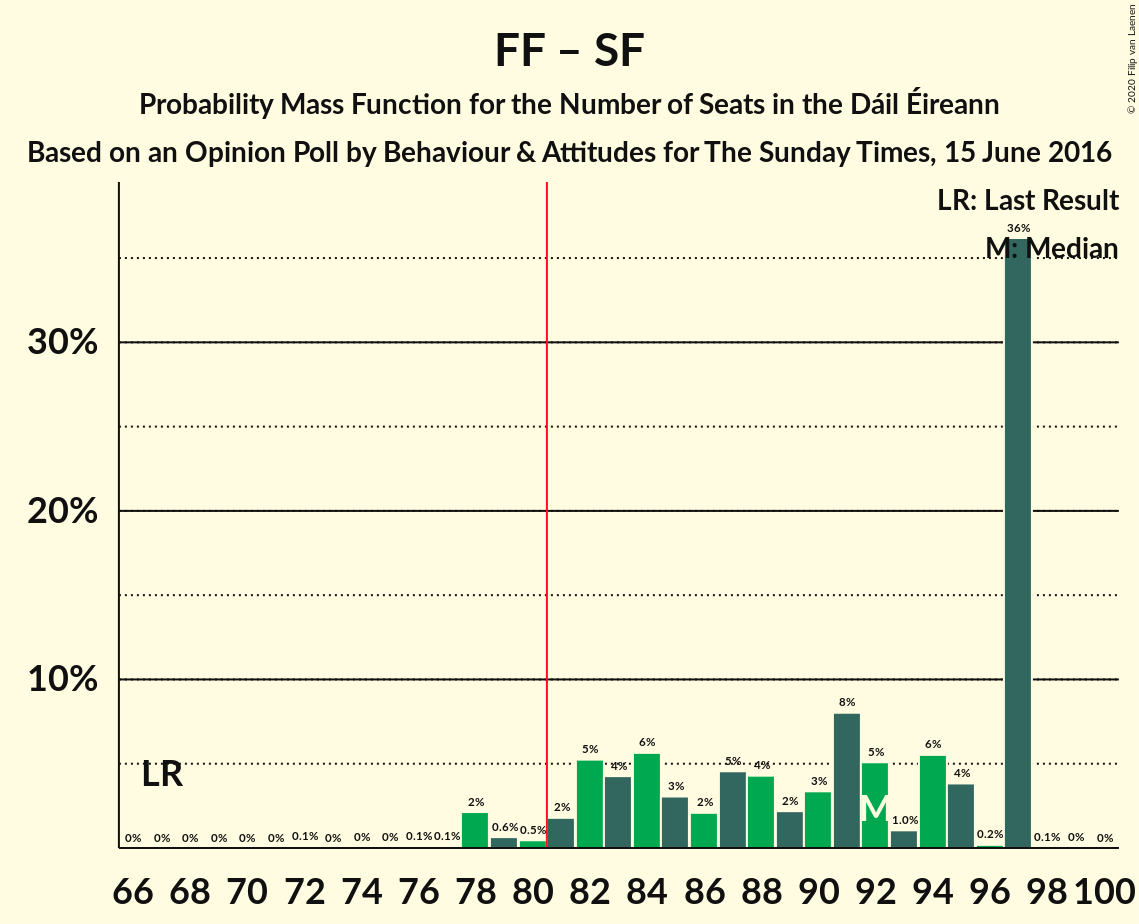 FF – SF
Probability Mass Function for the Number of Seats in the Dáil Éireann
Based on an Opinion Poll by Behaviour & Attitudes for The Sunday Times, 15 June 2016
© 2020 Filip van Laenen
LR: Last Result
M: Median
30%
20%
10%
LR
M
0% 0% 0% 0% 0% 0% 0.1% 0% 0% 0% 0.1% 0.1% 2% 0.6% 0.5% 2% 5% 4% 6% 3% 2% 5% 4% 2% 3% 8% 5% 1.0% 6% 4% 0.2% 36% 0.1% 0% 0%
66 68 70 72 74 76 78 80 82 84 86 88 90 92 94 96 98 100